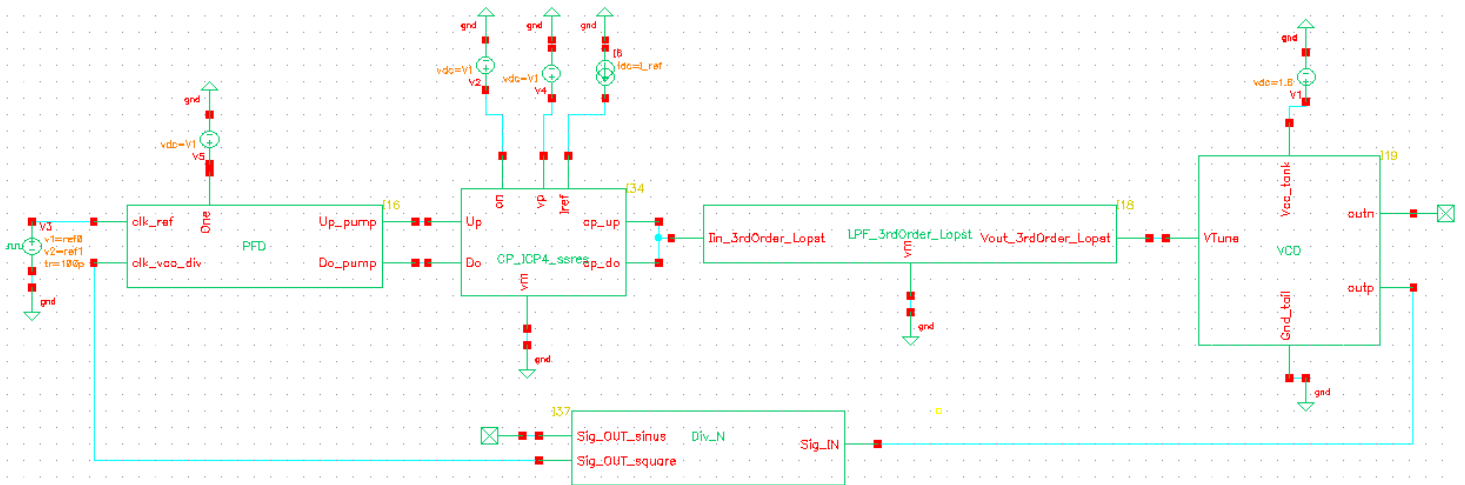 gnd
gnd
gnd
vdc=V1
V2
vdc=V1
V4
I6
idc=I_ref
gnd
vdc=1.8
V1
gnd
vdc=V1
V5
V3
v1=ref0
v2=ref1
tr=100p
gnd
I16
clk_ref
clk_vco_div
One
PFD
Up_pump
Do_pump
I34
on
vp
Iref
Up
Do
cp_up
cp_do
CP_ICP4_ssres
vm
gnd
I18
Iin_3rdOrder_Lopst
LPF_3rdOrder_Lopst
Vout_3rdOrder_Lopst
vm
gnd
I19
Vcc_tank
VTune
VCO
outn
outp
Gnd_tail
gnd
I37
Sig_OUT_sinus
Div_N
Sig_IN
Sig_OUT_square